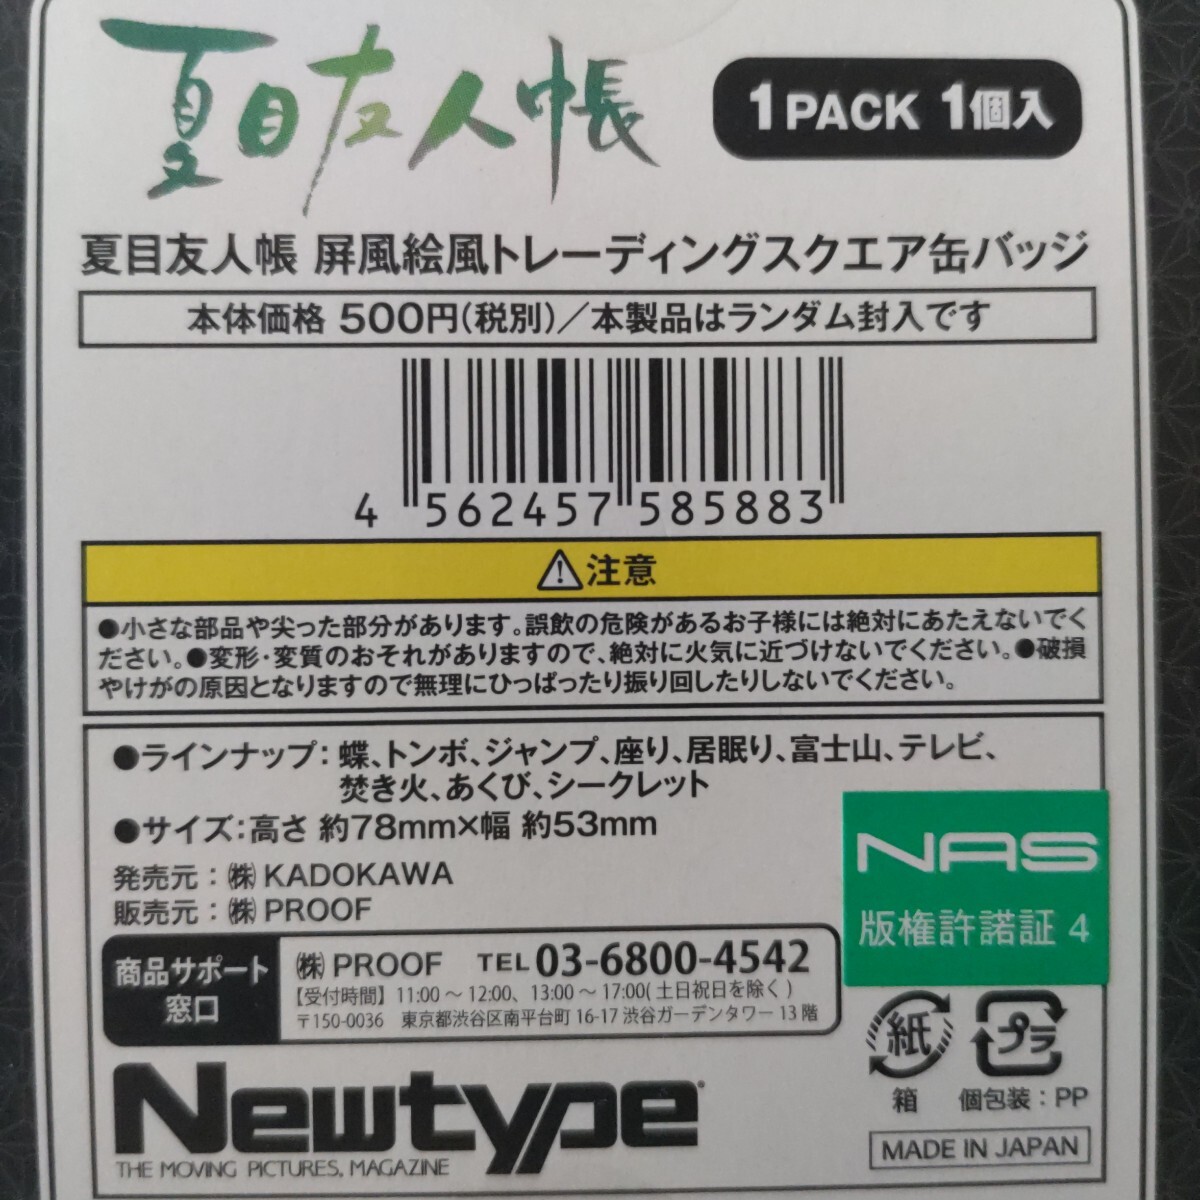 夏目友人帳
1 PACK 1個入
夏目友人帳 屏風絵風トレーディングスクエア缶バッジ
本体価格 500円(税別)/本製品はランダム封入です
4 562457 585883
注意
●小さな部品や尖った部分があります。誤飲の危険があるお子様には絶対にあたえないでく
ださい。●変形・変質のおそれがありますので、絶対に火気に近づけないでください。●破損
やけがの原因となりますので無理にひっぱったり振り回したりしないでください。
●ラインナップ：蝶、トンボ、ジャンプ、座り、居眠り、富士山、テレビ、
焚き火、あくび、シークレット
●サイズ：高さ 約78mm×幅 約53mm
発売元：㈱ KADOKAWA
販売元：㈱ PROOF
NAS
版権許諾証 4
商品サポート
窓口
㈱ PROOF TEL 03-6800-4542
【受付時間】11:00～12:00、13:00～17:00(土日祝日を除く)
〒150-0036 東京都渋谷区南平台町 16-17 渋谷ガーデンタワー 13 階
紙
箱
プラ
個包装：PP
Newtype
THE MOVING PICTURES, MAGAZINE
MADE IN JAPAN